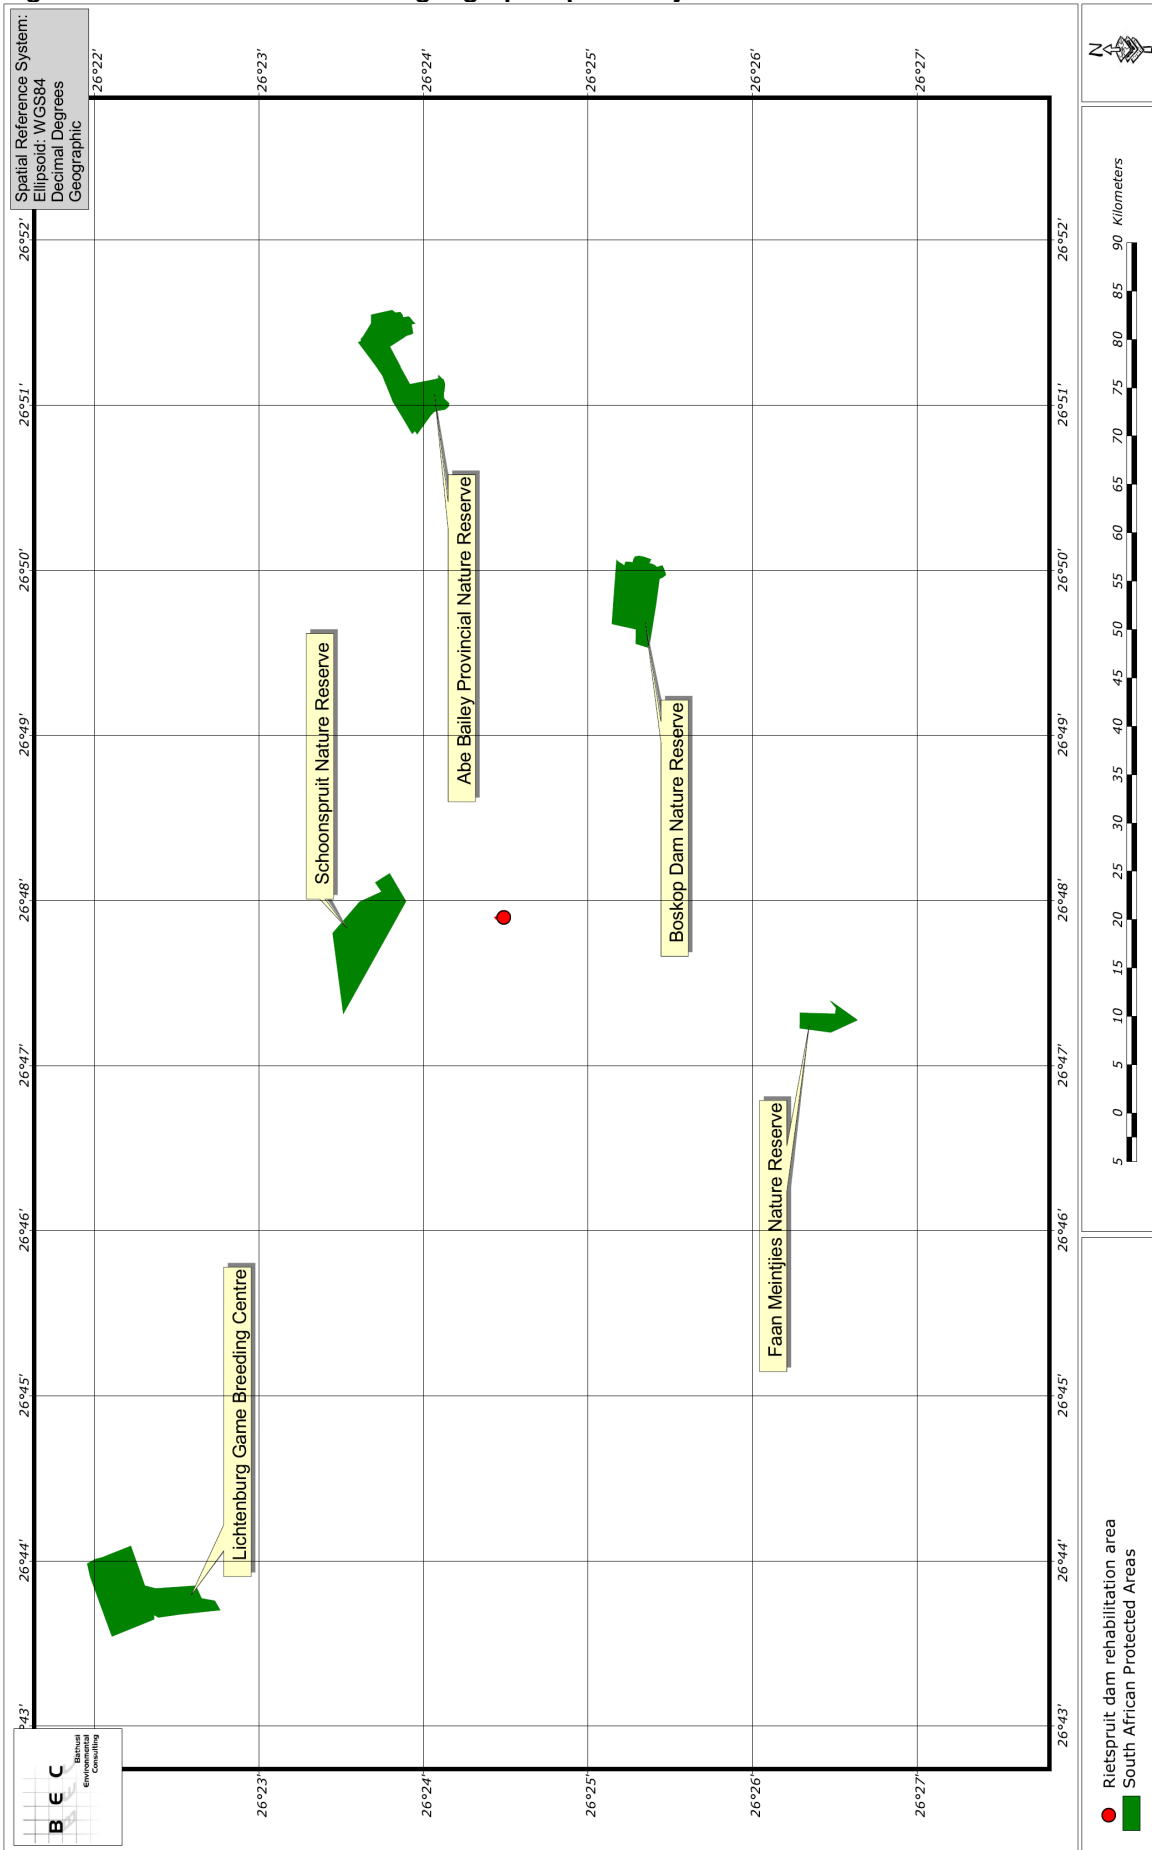 Spatial Reference System:
Ellipsoid: WGS84
Decimal Degrees
Geographic
B E C
Bathusi
Environmental
Consulting
°43'
26°44'
26°45'
26°46'
26°47'
26°48'
26°49'
26°50'
26°51'
26°52'
26°22'
26°23'
26°24'
26°25'
26°26'
26°27'
Lichtenburg Game Breeding Centre
Schoonspruit Nature Reserve
Abe Bailey Provincial Nature Reserve
Boskop Dam Nature Reserve
Faan Meintjies Nature Reserve
26°23'
26°24'
26°25'
26°26'
26°27'
26°43'
26°44'
26°45'
26°46'
26°47'
26°48'
26°49'
26°50'
26°51'
26°52'
Rietspruit dam rehabilitation area
South African Protected Areas
5 0 5 10 15 20 25 30 35 40 45 50 55 60 65 70 75 80 85 90 Kilometers
N